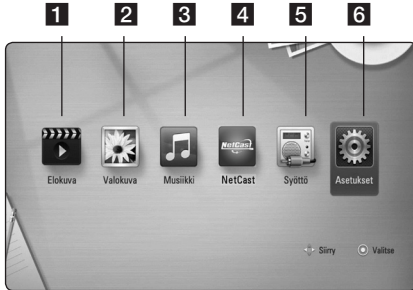 1 2 3 4 5 6
NetCast
Elokuva Valokuva Musiikki NetCast Syöttö Asetukset
Siirry Valitse